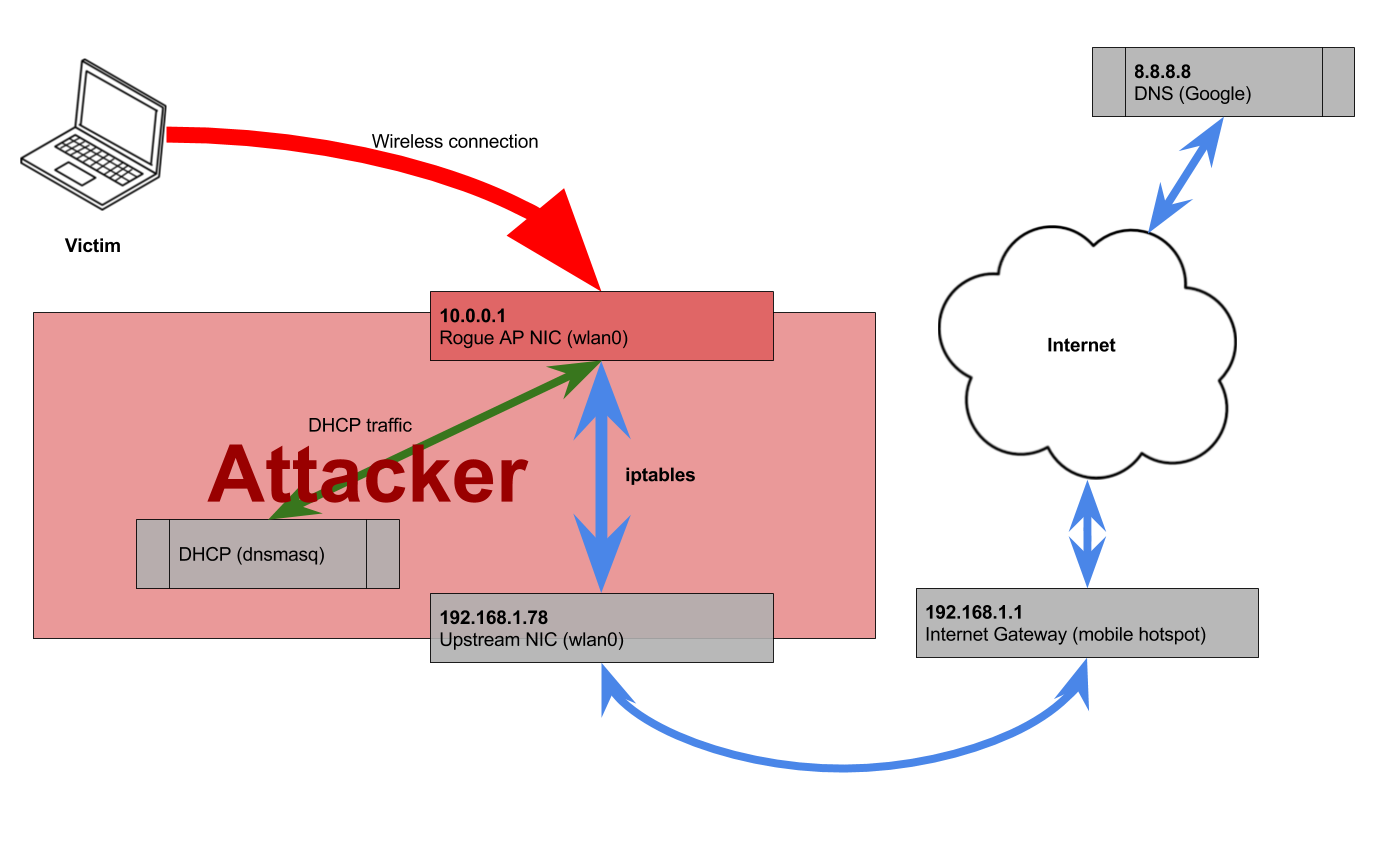 8.8.8.8
DNS (Google)
Wireless connection
Victim
10.0.0.1
Rogue AP NIC (wlan0)
Internet
DHCP traffic
Attacker
iptables
DHCP (dnsmasq)
192.168.1.78
Upstream NIC (wlan0)
192.168.1.1
Internet Gateway (mobile hotspot)